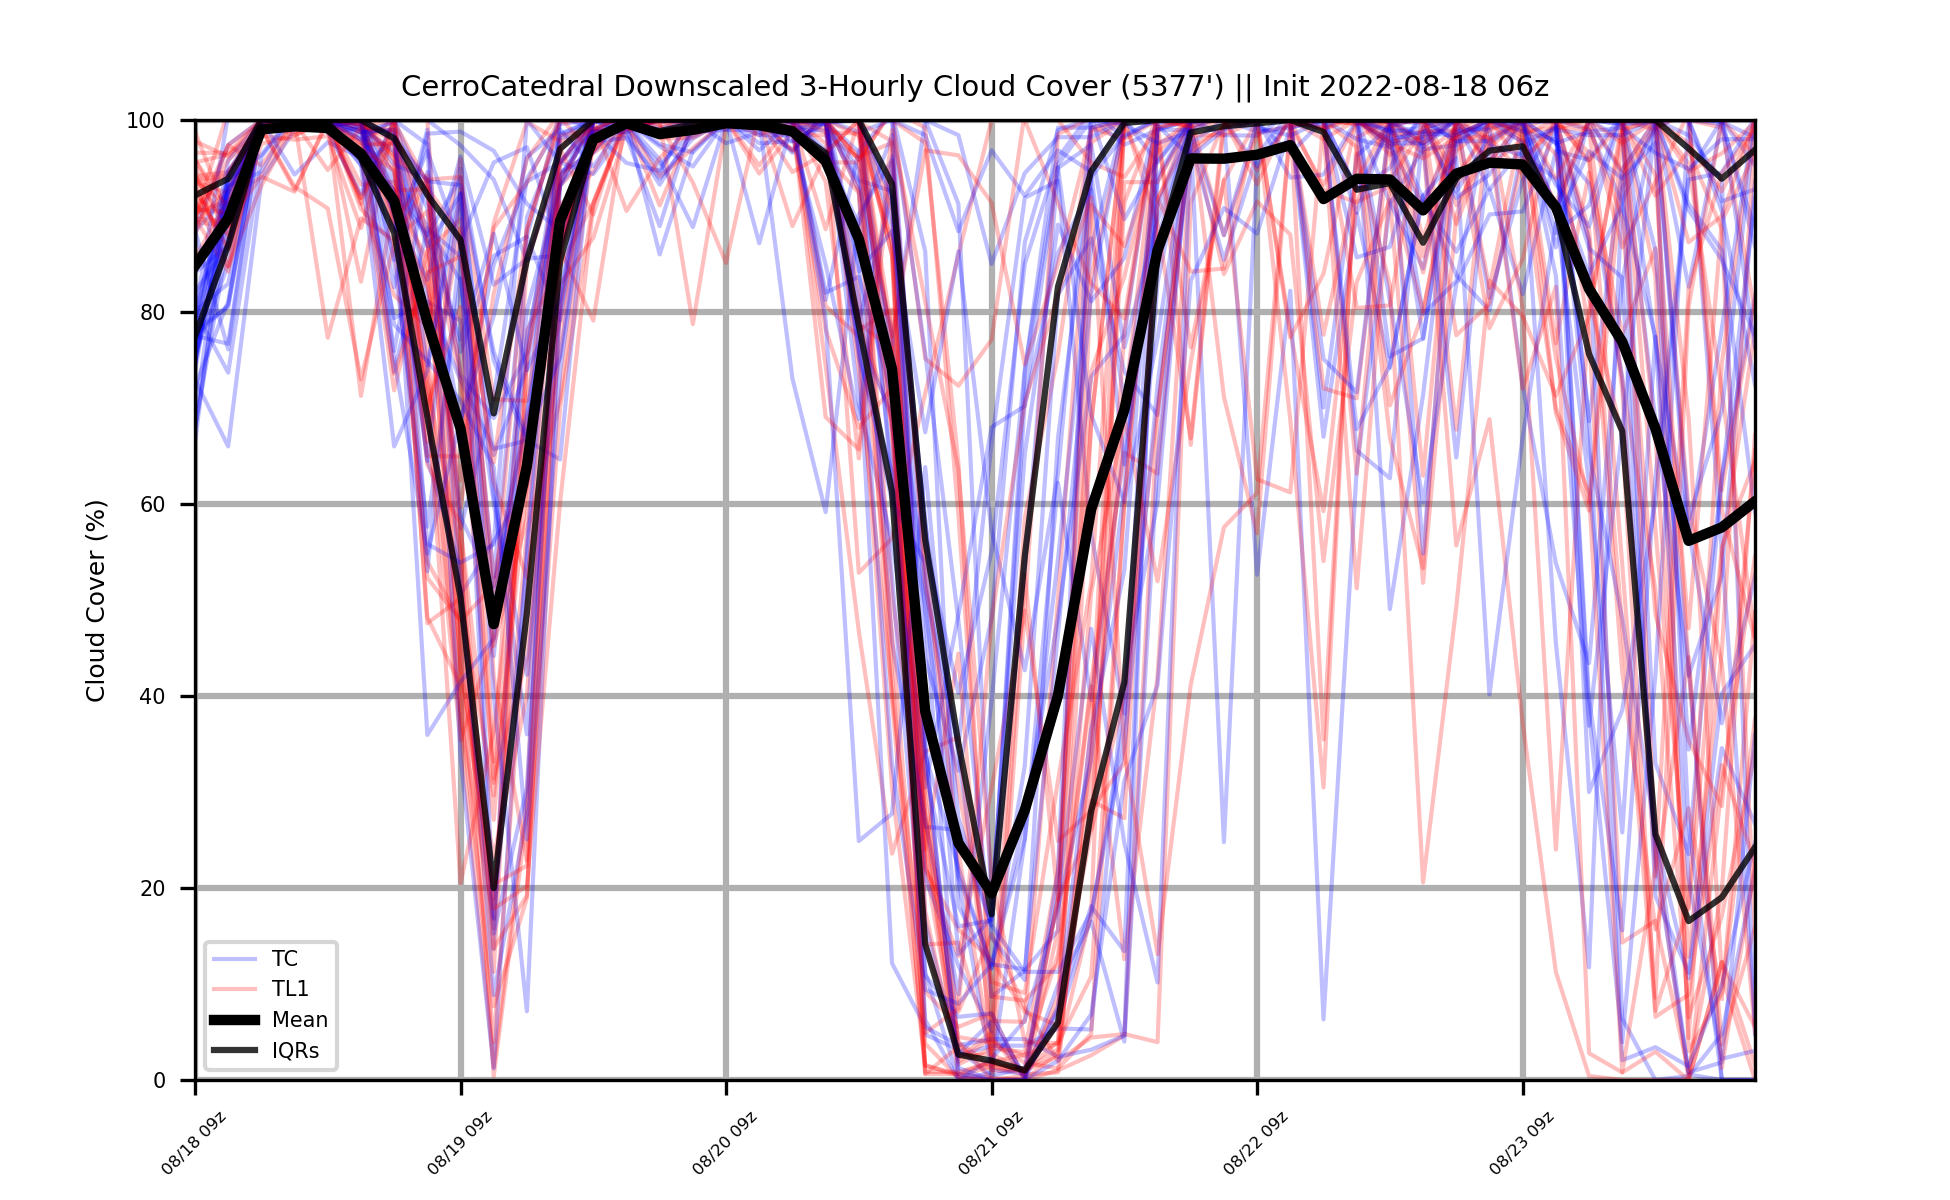 CerroCatedral Downscaled 3-Hourly Cloud Cover (5377') || Init 2022-08-18 06z
Cloud Cover (%)
100
80
60
40
20
0
TC
TL1
Mean
IQRs
08/18 09z
08/19 09z
08/20 09z
08/21 09z
08/22 09z
08/23 09z